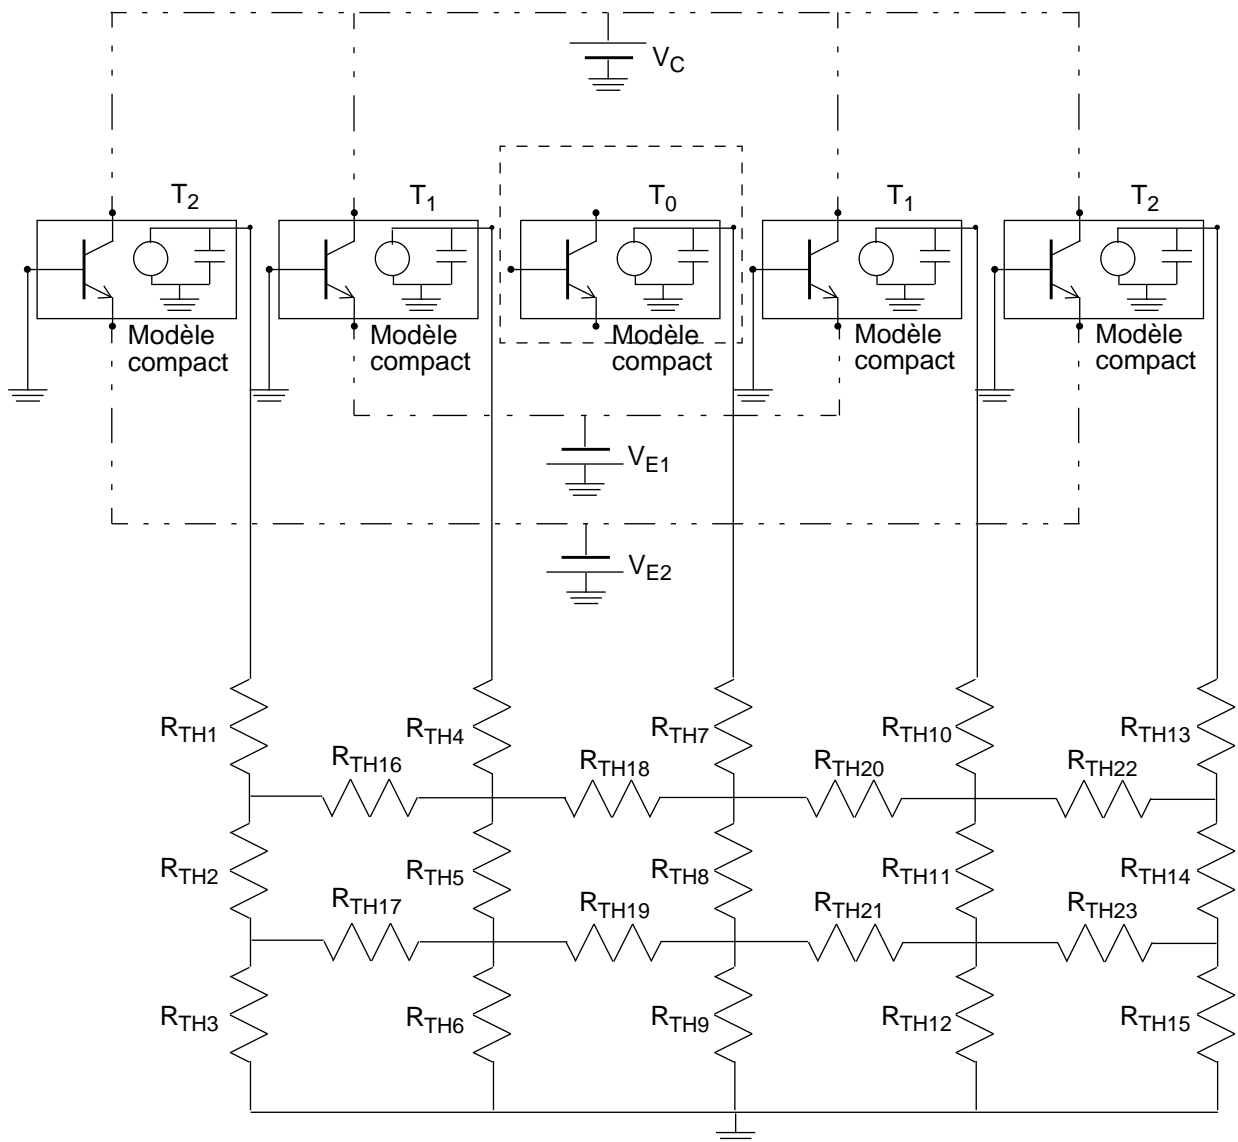 V_C
T_2
T_1
T_0
T_1
T_2
Modèle
compact
Modèle
compact
Modèle
compact
Modèle
compact
Modèle
compact
V_E1
V_E2
R_TH1
R_TH4
R_TH7
R_TH10
R_TH13
R_TH16
R_TH18
R_TH20
R_TH22
R_TH2
R_TH5
R_TH8
R_TH11
R_TH14
R_TH17
R_TH19
R_TH21
R_TH23
R_TH3
R_TH6
R_TH9
R_TH12
R_TH15